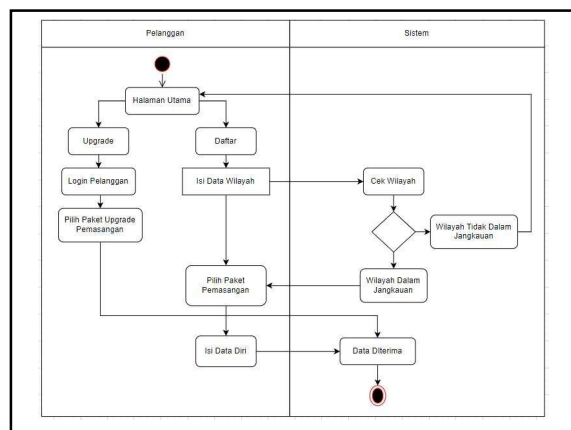 Pelanggan
Sistem
Halaman Utama
Upgrade
Daftar
Login Pelanggan
Isi Data Wilayah
Cek Wilayah
Pilih Paket Upgrade
Pemasangan
Wilayah Tidak Dalam
Jangkauan
Pilih Paket
Pemasangan
Wilayah Dalam
Jangkauan
Isi Data Diri
Data DIterima